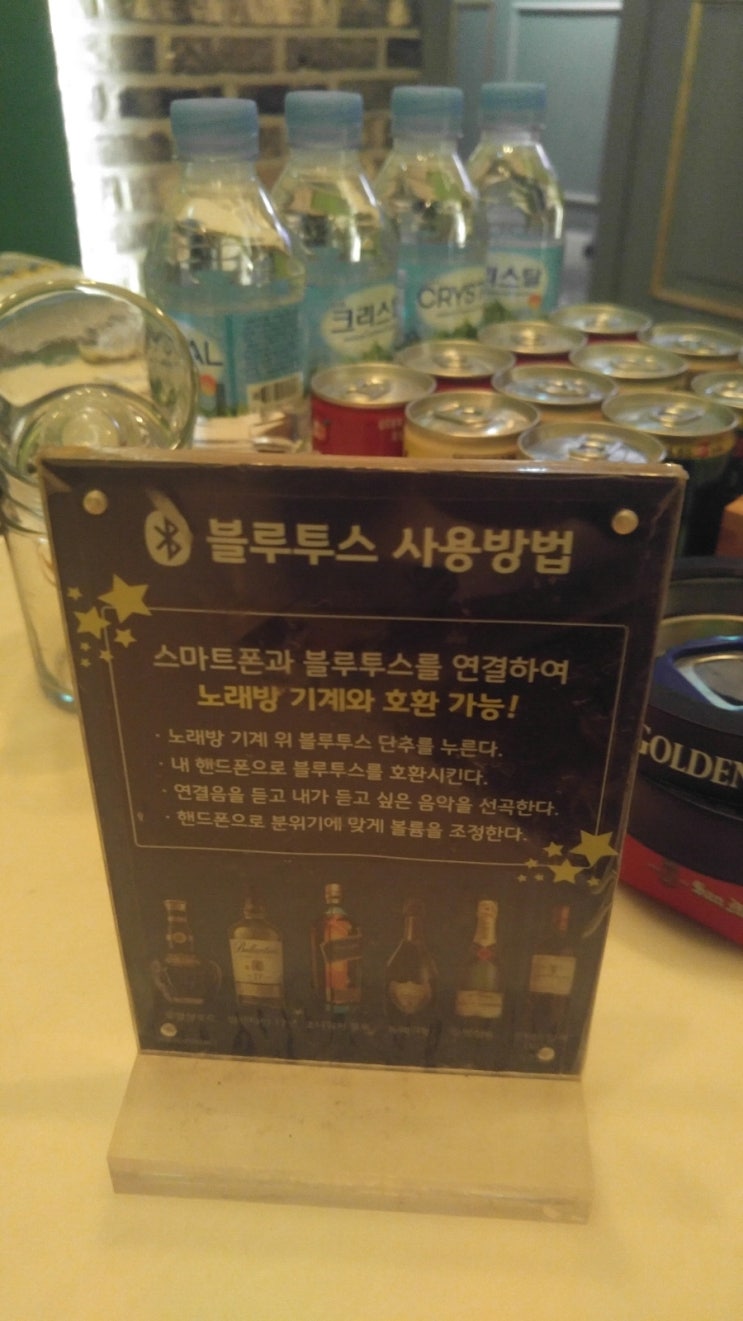 크리스
CRYS
리스탈
AL
블루투스 사용방법
스마트폰과 블루투스를 연결하여
노래방 기계와 호환 가능!
· 노래방 기계 위 블루투스 단추를 누른다.
· 내 핸드폰으로 블루투스를 호환시킨다.
· 연결음을 듣고 내가 듣고 싶은 음악을 선곡한다.
· 핸드폰으로 분위기에 맞게 볼륨을 조정한다.
GOLDEN
Ballantine's
17